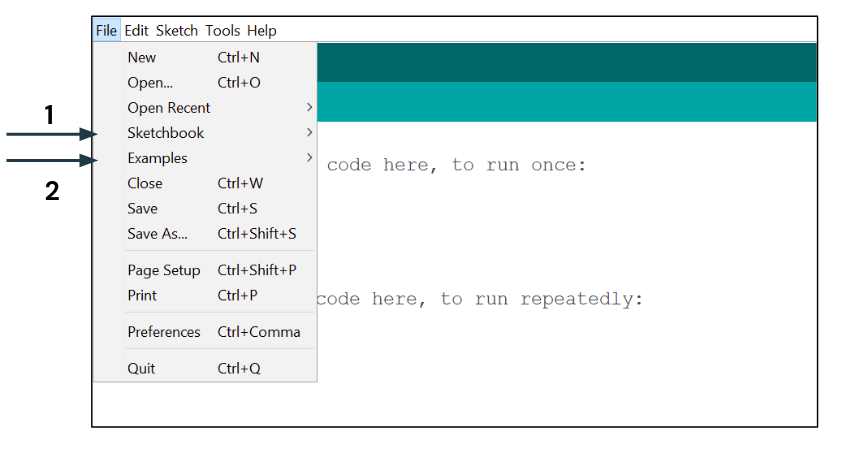 File Edit Sketch Tools Help
New Ctrl+N
Open... Ctrl+O
Open Recent >
1
Sketchbook >
Examples >
code here, to run once:
Close Ctrl+W
2
Save Ctrl+S
Save As... Ctrl+Shift+S
Page Setup Ctrl+Shift+P
Print Ctrl+P
code here, to run repeatedly:
Preferences Ctrl+Comma
Quit Ctrl+Q